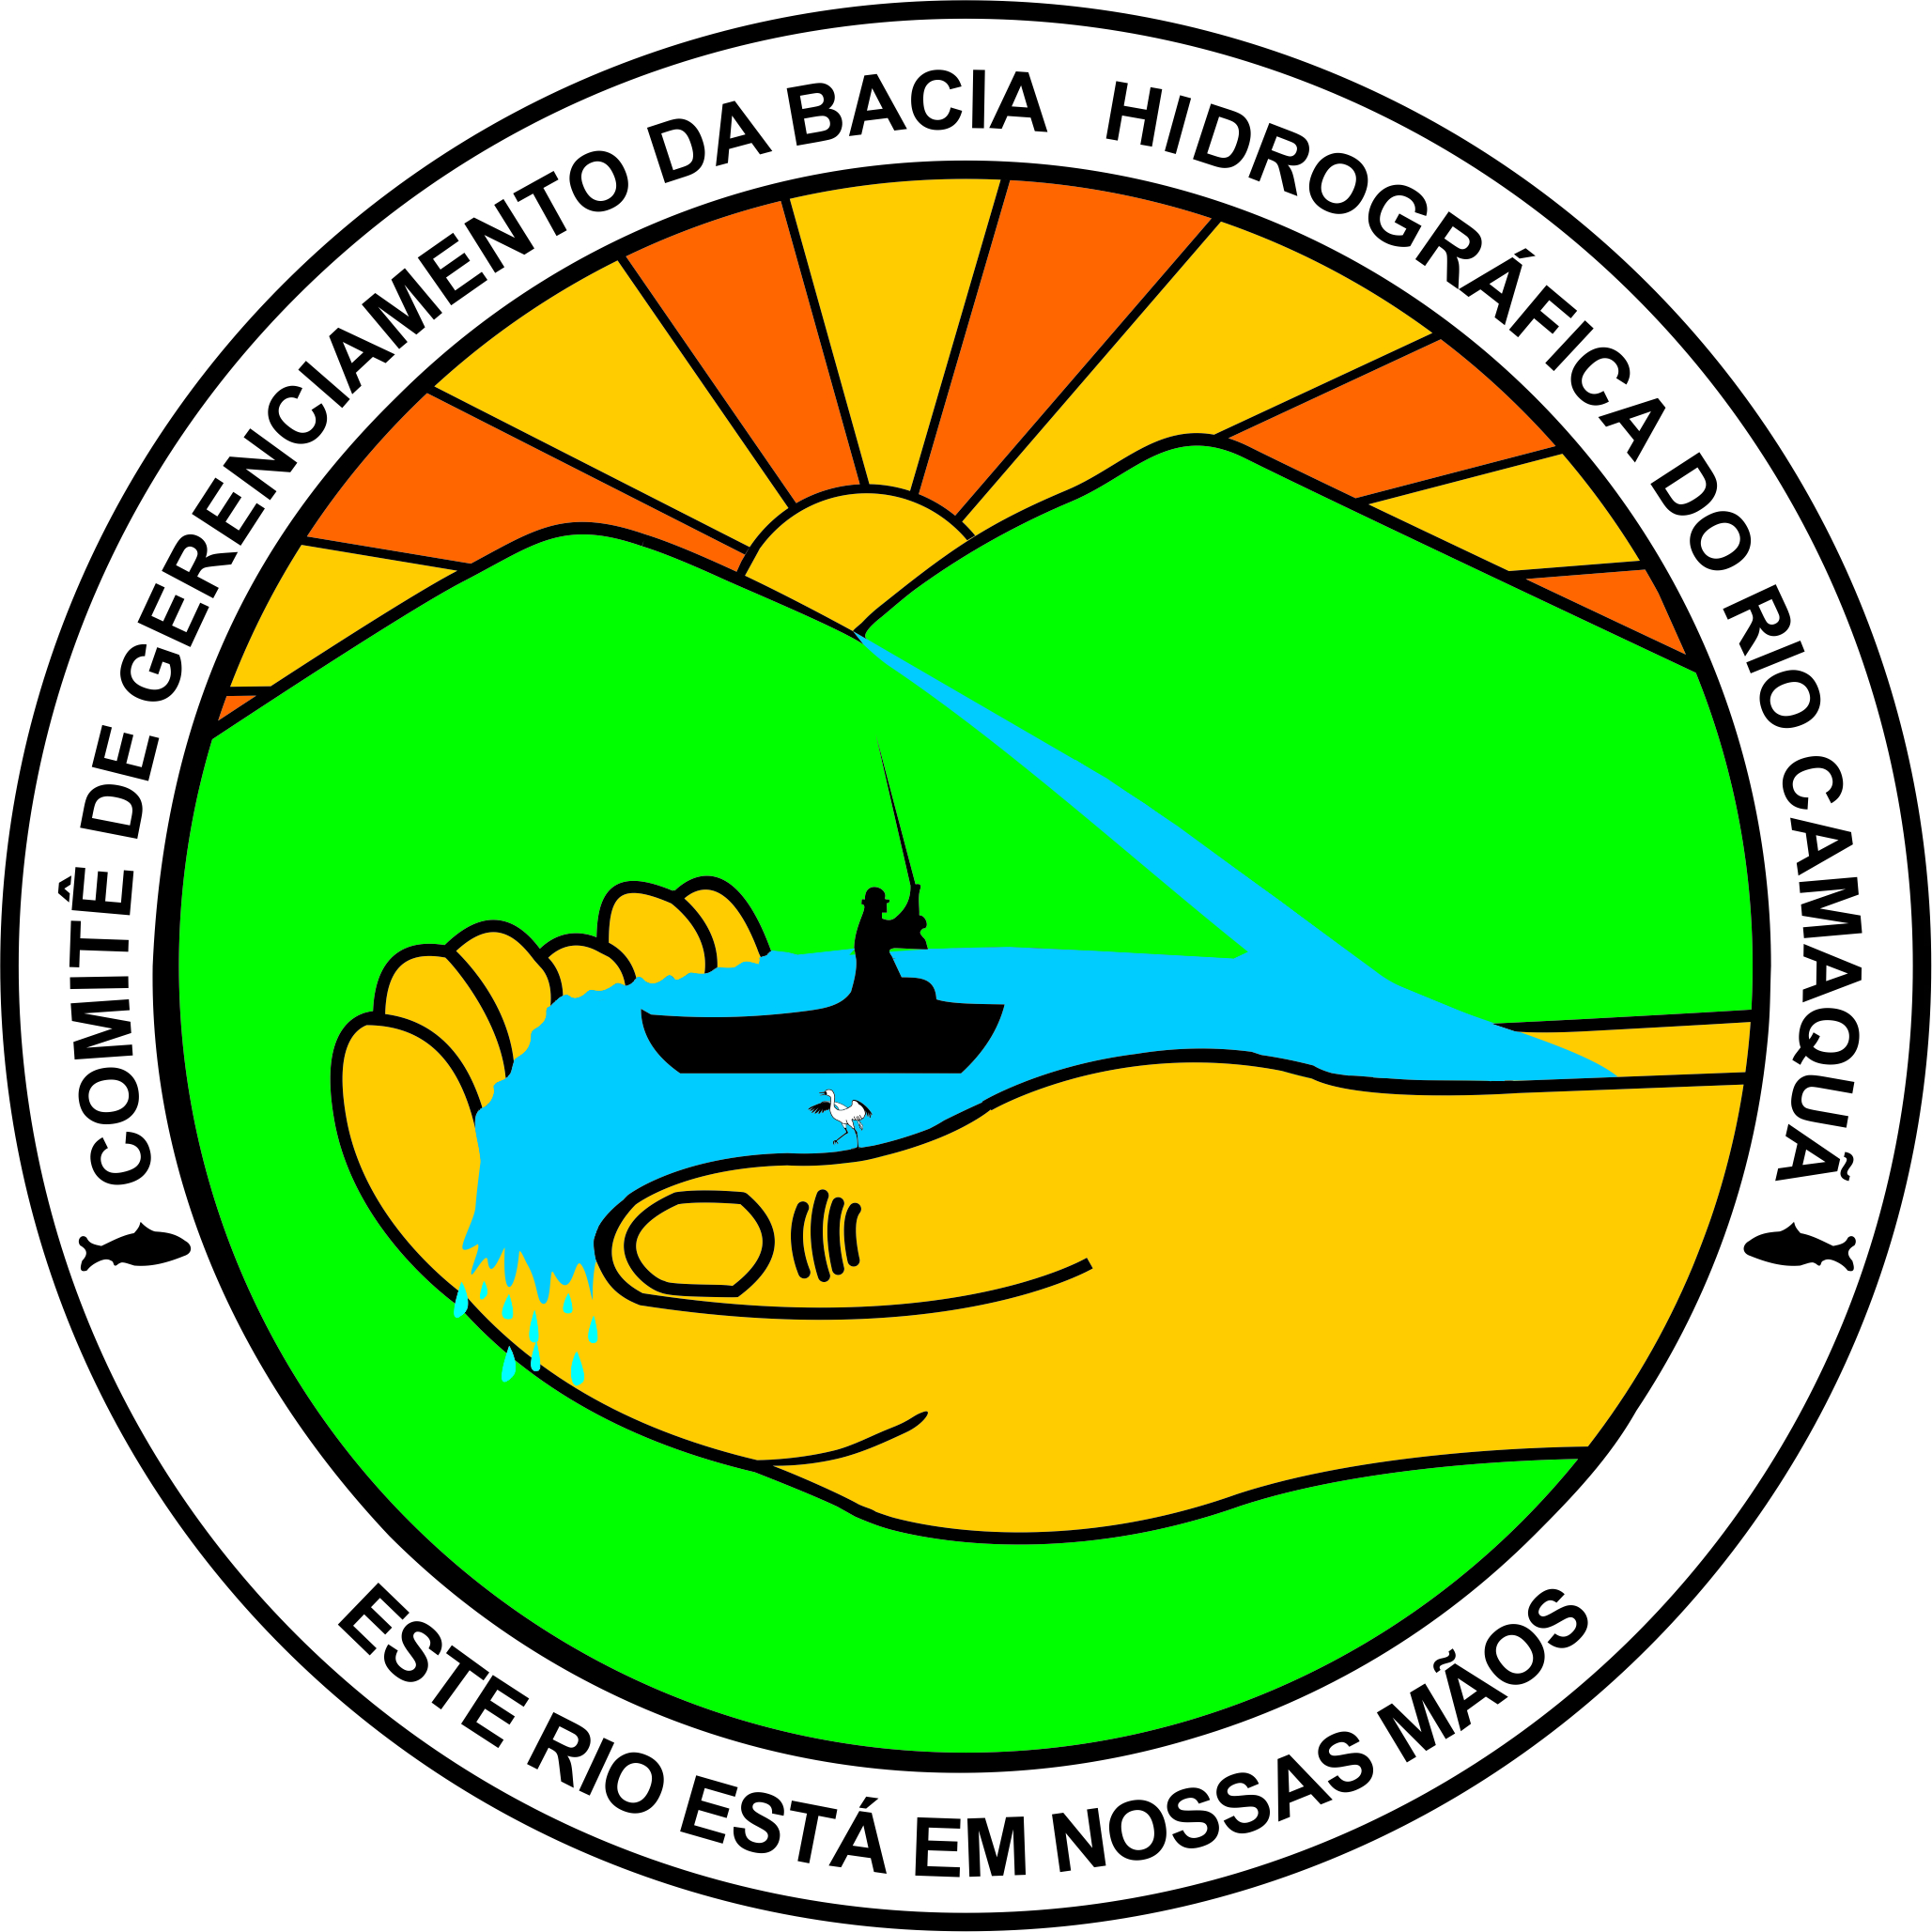 COMITÊ DE GERENCIAMENTO DA BACIA HIDROGRÁFICA DO RIO CAMAQUÃ
ESTE RIO ESTÁ EM NOSSAS MÃOS